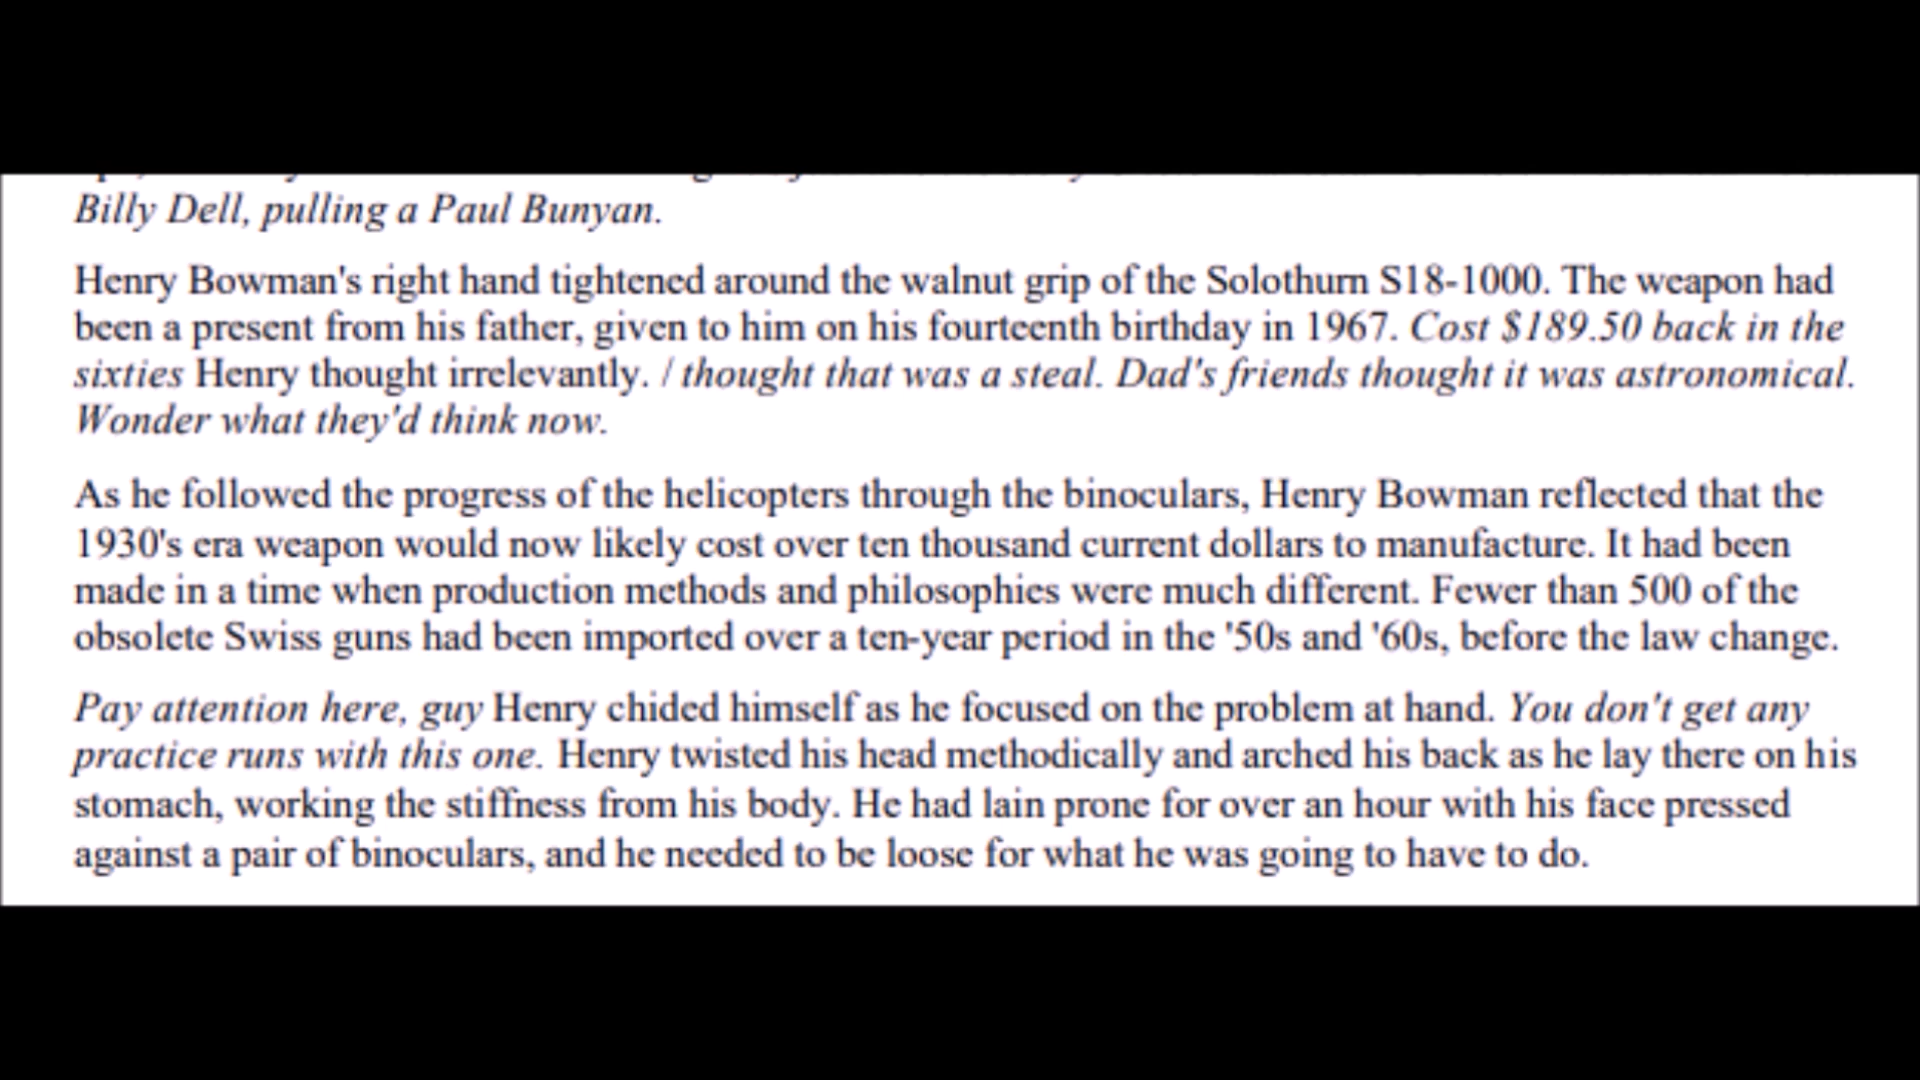 Billy Dell, pulling a Paul Bunyan.
Henry Bowman's right hand tightened around the walnut grip of the Solothurn S18-1000. The weapon had
been a present from his father, given to him on his fourteenth birthday in 1967. Cost $189.50 back in the
sixties Henry thought irrelevantly. / thought that was a steal. Dad's friends thought it was astronomical.
Wonder what they'd think now.
As he followed the progress of the helicopters through the binoculars, Henry Bowman reflected that the
1930's era weapon would now likely cost over ten thousand current dollars to manufacture. It had been
made in a time when production methods and philosophies were much different. Fewer than 500 of the
obsolete Swiss guns had been imported over a ten-year period in the '50s and '60s, before the law change.
Pay attention here, guy Henry chided himself as he focused on the problem at hand. You don't get any
practice runs with this one. Henry twisted his head methodically and arched his back as he lay there on his
stomach, working the stiffness from his body. He had lain prone for over an hour with his face pressed
against a pair of binoculars, and he needed to be loose for what he was going to have to do.